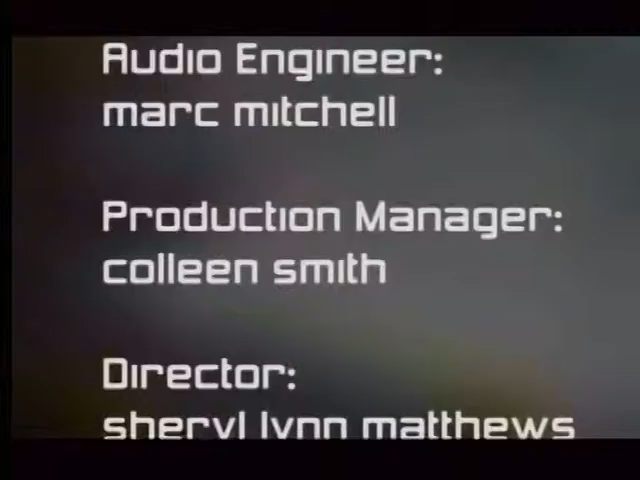 Audio Engineer:
marc mitchell
Production Manager:
colleen smith
Director:
sheryl lynn matthews